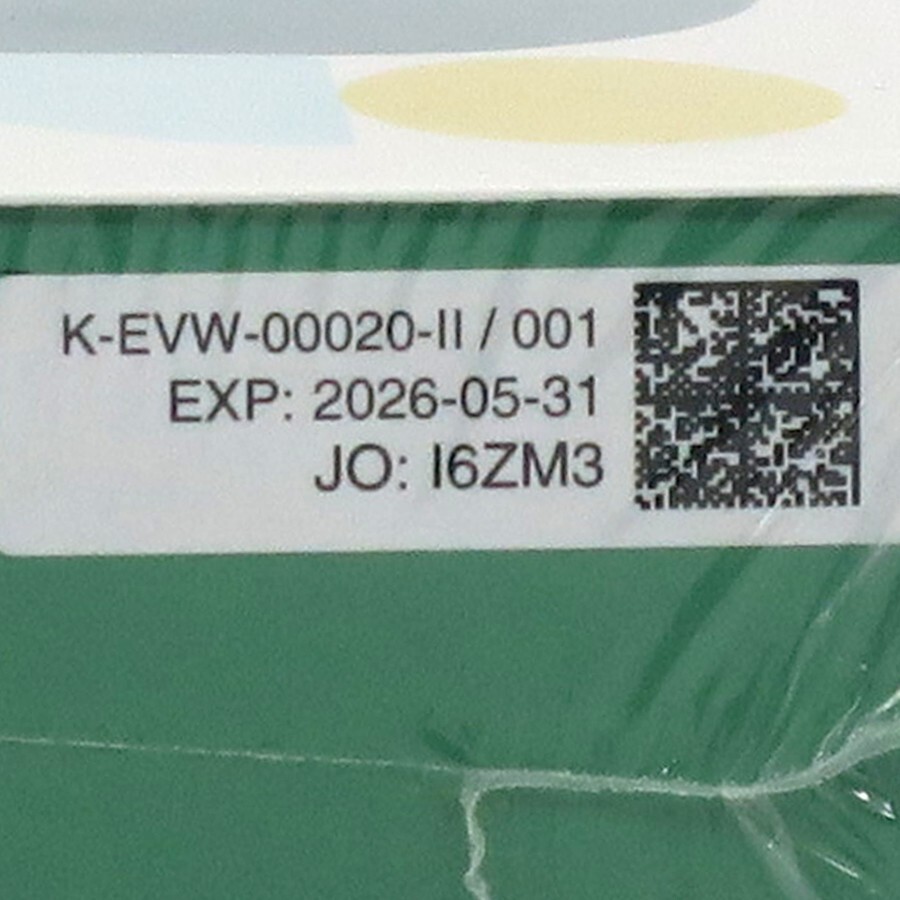 K-EVW-00020-II / 001
EXP: 2026-05-31
JO: I6ZM3